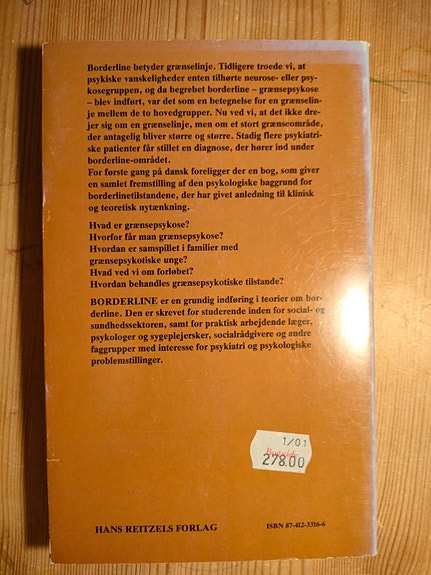 Borderline betyder grænselinje. Tidligere troede vi, at
psykiske vanskeligheder enten tilhørte neurose- eller psy-
kosegruppen, og da begrebet borderline – grænsepsykose
– blev indført, var det som en betegnelse for en grænselin-
je mellem de to hovedgrupper. Nu ved vi, at det ikke dre-
jer sig om en grænselinje, men om et stort grænseområde,
der antagelig bliver større og større. Stadig flere psykiatri-
ske patienter får stillet en diagnose, der hører ind under
borderline-området.
For første gang på dansk foreligger der en bog, som giver
en samlet fremstilling af den psykologiske baggrund for
borderlinetilstandene, der har givet anledning til klinisk
og teoretisk nytænkning.
Hvad er grænsepsykose?
Hvorfor får man grænsepsykose?
Hvordan er samspillet i familier med
grænsepsykotiske unge?
Hvad ved vi om forløbet?
Hvordan behandles grænsepsykotiske tilstande?
BORDERLINE er en grundig indføring i teorier om bor-
derline. Den er skrevet for studerende inden for social- og
sundhedssektoren, samt for praktisk arbejdende læger,
psykologer og sygeplejersker, socialrådgivere og andre
faggrupper med interesse for psykiatri og psykologiske
problemstillinger.
1/01
278.00
HANS REITZELS FORLAG
ISBN 87-412-3316-6